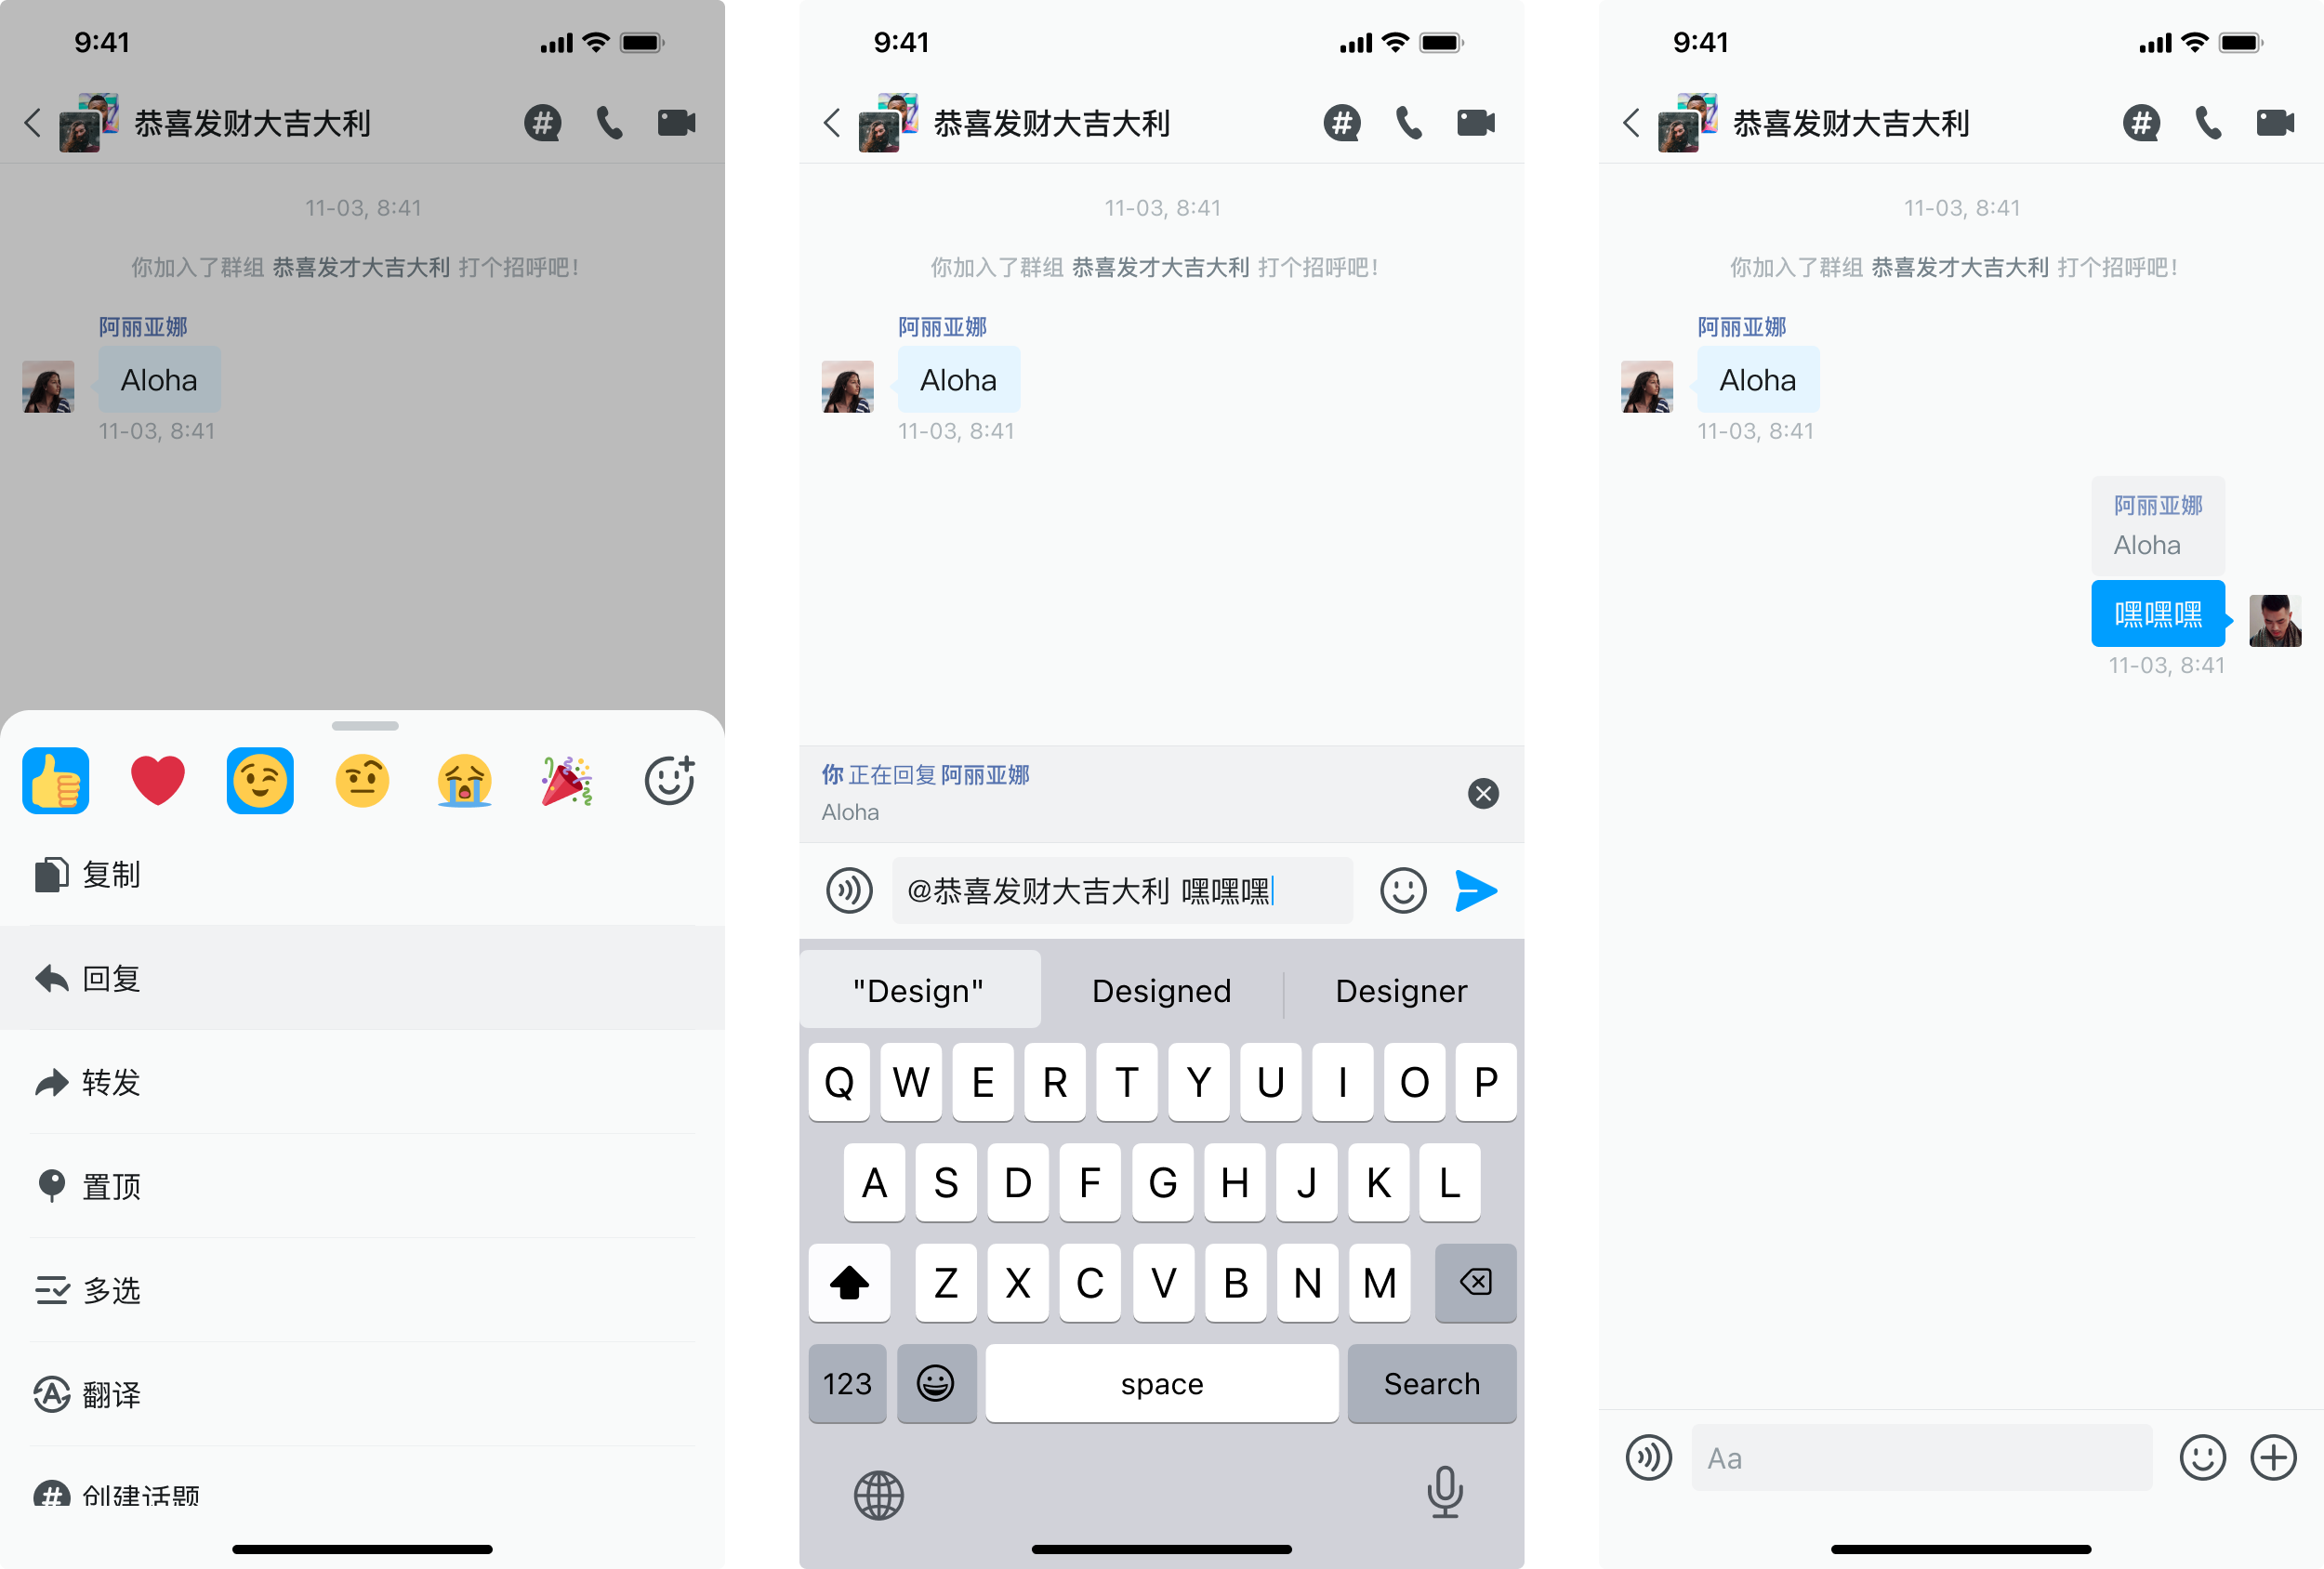 9:41
恭喜发财大吉大利
11-03, 8:41
你加入了群组 恭喜发才大吉大利 打个招呼吧!
阿丽亚娜
Aloha
11-03, 8:41
复制
回复
转发
置顶
多选
翻译
创建话题
9:41
恭喜发财大吉大利
11-03, 8:41
你加入了群组 恭喜发才大吉大利 打个招呼吧!
阿丽亚娜
Aloha
11-03, 8:41
你 正在回复 阿丽亚娜
Aloha
@恭喜发财大吉大利 嘿嘿嘿
"Design" Designed Designer
Q W E R T Y U I O P
A S D F G H J K L
Z X C V B N M
123 space Search
9:41
恭喜发财大吉大利
11-03, 8:41
你加入了群组 恭喜发才大吉大利 打个招呼吧!
阿丽亚娜
Aloha
11-03, 8:41
阿丽亚娜
Aloha
嘿嘿嘿
11-03, 8:41
Aa